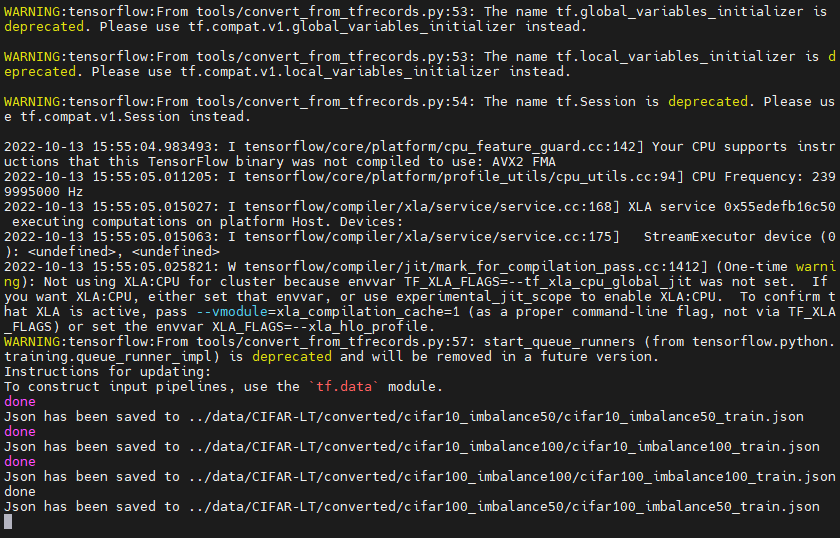 WARNING:tensorflow:From tools/convert_from_tfrecords.py:53: The name tf.global_variables_initializer is
deprecated. Please use tf.compat.v1.global_variables_initializer instead.
WARNING:tensorflow:From tools/convert_from_tfrecords.py:53: The name tf.local_variables_initializer is d
eprecated. Please use tf.compat.v1.local_variables_initializer instead.
WARNING:tensorflow:From tools/convert_from_tfrecords.py:54: The name tf.Session is deprecated. Please us
e tf.compat.v1.Session instead.
2022-10-13 15:55:04.983493: I tensorflow/core/platform/cpu_feature_guard.cc:142] Your CPU supports instr
uctions that this TensorFlow binary was not compiled to use: AVX2 FMA
2022-10-13 15:55:05.011205: I tensorflow/core/platform/profile_utils/cpu_utils.cc:94] CPU Frequency: 239
9995000 Hz
2022-10-13 15:55:05.015027: I tensorflow/compiler/xla/service/service.cc:168] XLA service 0x55edefb16c50
executing computations on platform Host. Devices:
2022-10-13 15:55:05.015063: I tensorflow/compiler/xla/service/service.cc:175]   StreamExecutor device (0
): <undefined>, <undefined>
2022-10-13 15:55:05.025821: W tensorflow/compiler/jit/mark_for_compilation_pass.cc:1412] (One-time warni
ng): Not using XLA:CPU for cluster because envvar TF_XLA_FLAGS=--tf_xla_cpu_global_jit was not set.  If
you want XLA:CPU, either set that envvar, or use experimental_jit_scope to enable XLA:CPU.  To confirm t
hat XLA is active, pass --vmodule=xla_compilation_cache=1 (as a proper command-line flag, not via TF_XLA
_FLAGS) or set the envvar XLA_FLAGS=--xla_hlo_profile.
WARNING:tensorflow:From tools/convert_from_tfrecords.py:57: start_queue_runners (from tensorflow.python.
training.queue_runner_impl) is deprecated and will be removed in a future version.
Instructions for updating:
To construct input pipelines, use the `tf.data` module.
done
Json has been saved to ../data/CIFAR-LT/converted/cifar10_imbalance50/cifar10_imbalance50_train.json
done
Json has been saved to ../data/CIFAR-LT/converted/cifar10_imbalance100/cifar10_imbalance100_train.json
done
Json has been saved to ../data/CIFAR-LT/converted/cifar100_imbalance100/cifar100_imbalance100_train.json
done
Json has been saved to ../data/CIFAR-LT/converted/cifar100_imbalance50/cifar100_imbalance50_train.json